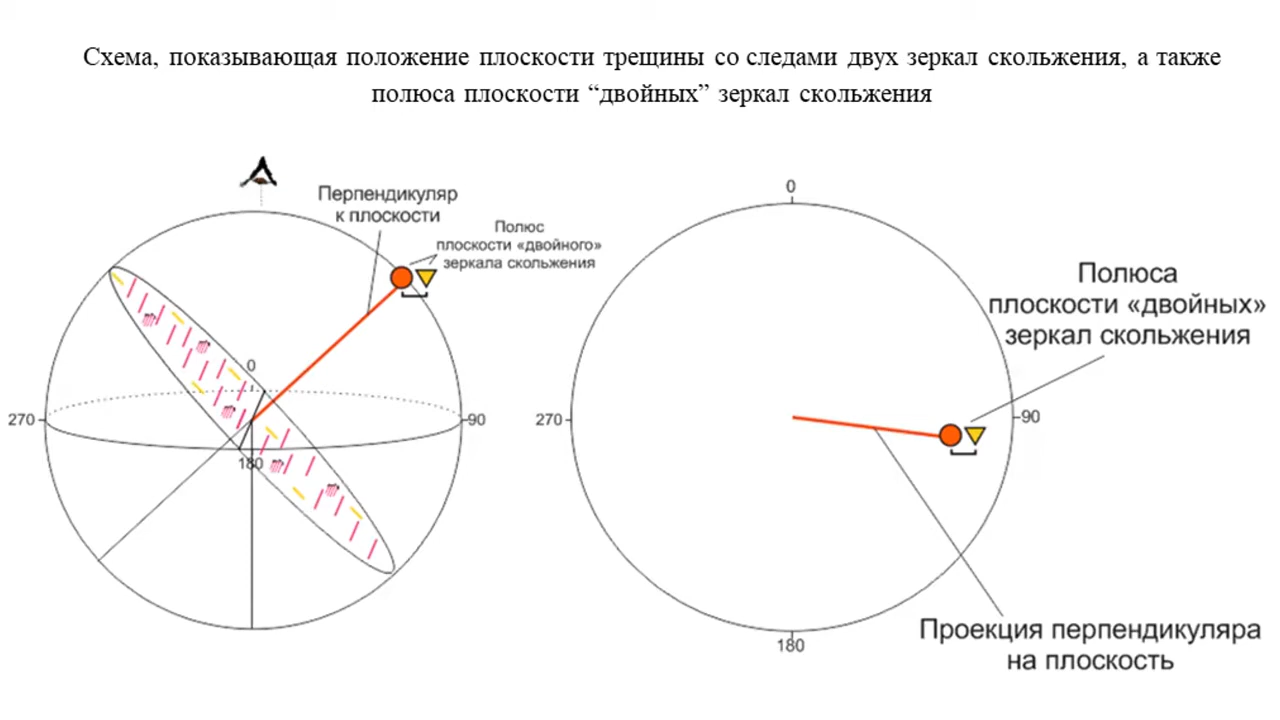 Схема, показывающая положение плоскости трещины со следами двух зеркал скольжения, а также
полюса плоскости “двойных” зеркал скольжения
Перпендикуляр
к плоскости
Полюс
плоскости «двойного»
зеркала скольжения
0
270
90
180
0
Полюса
плоскости «двойных»
зеркал скольжения
270
90
180
Проекция перпендикуляра
на плоскость